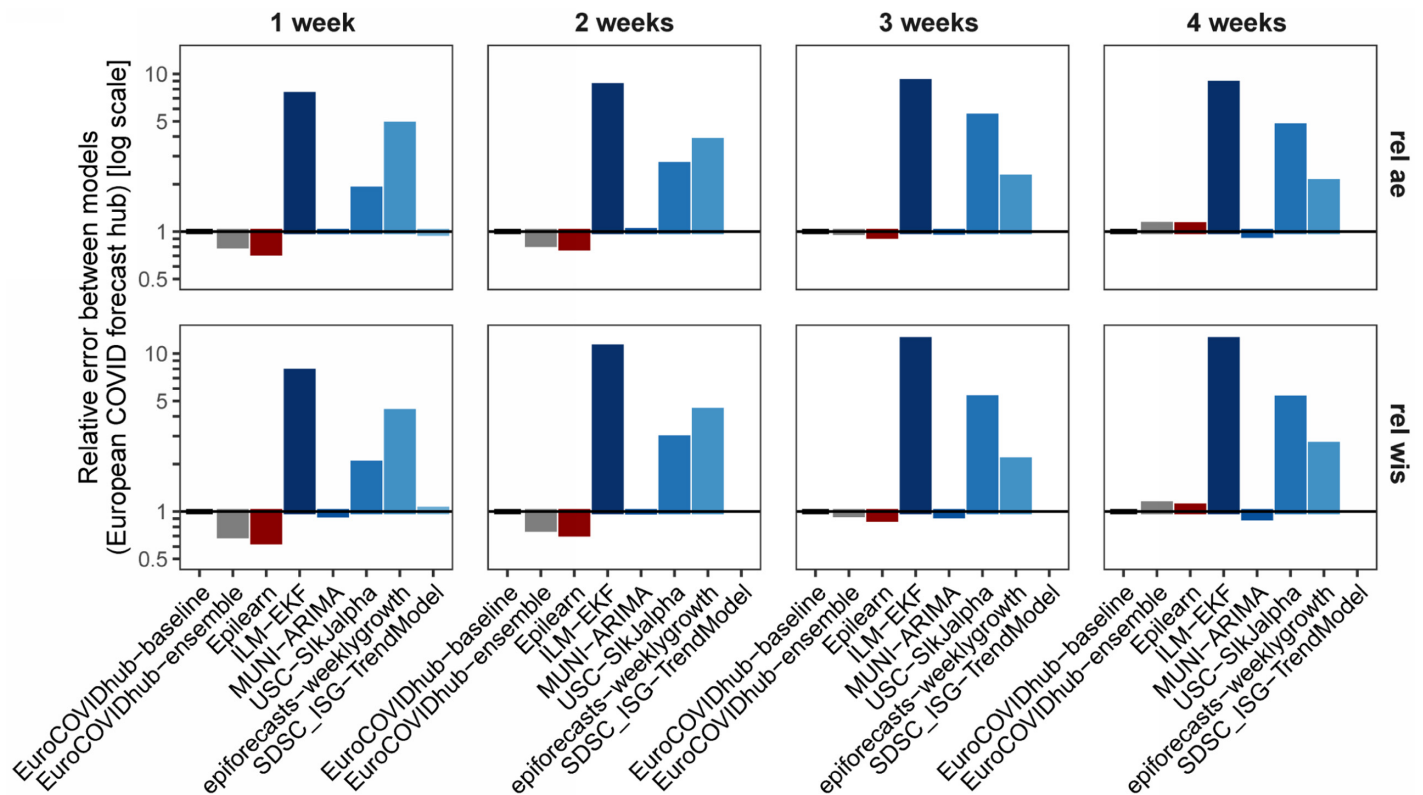 1 week
2 weeks
3 weeks
4 weeks
Relative error between models
(European COVID forecast hub) [log scale]
10
5
1
0.5
rel ae
10
5
1
0.5
rel wis
EuroCOVIDhub-baseline
EuroCOVIDhub-ensemble
Epilearn
ILM-EKF
MUNI-ARIMA
USC-SIkJalpha
epiforecasts-weeklygrowth
SDSC_ISG-TrendModel
EuroCOVIDhub-baseline
EuroCOVIDhub-ensemble
Epilearn
ILM-EKF
MUNI-ARIMA
USC-SIkJalpha
epiforecasts-weeklygrowth
SDSC_ISG-TrendModel
EuroCOVIDhub-baseline
EuroCOVIDhub-ensemble
Epilearn
ILM-EKF
MUNI-ARIMA
USC-SIkJalpha
epiforecasts-weeklygrowth
SDSC_ISG-TrendModel
EuroCOVIDhub-baseline
EuroCOVIDhub-ensemble
Epilearn
ILM-EKF
MUNI-ARIMA
USC-SIkJalpha
epiforecasts-weeklygrowth
SDSC_ISG-TrendModel